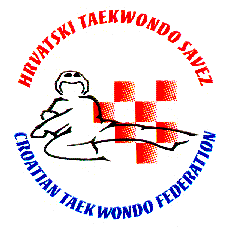 HRVATSKI TAEKWONDO SAVEZ
CROATIAN TAEKWONDO FEDERATION